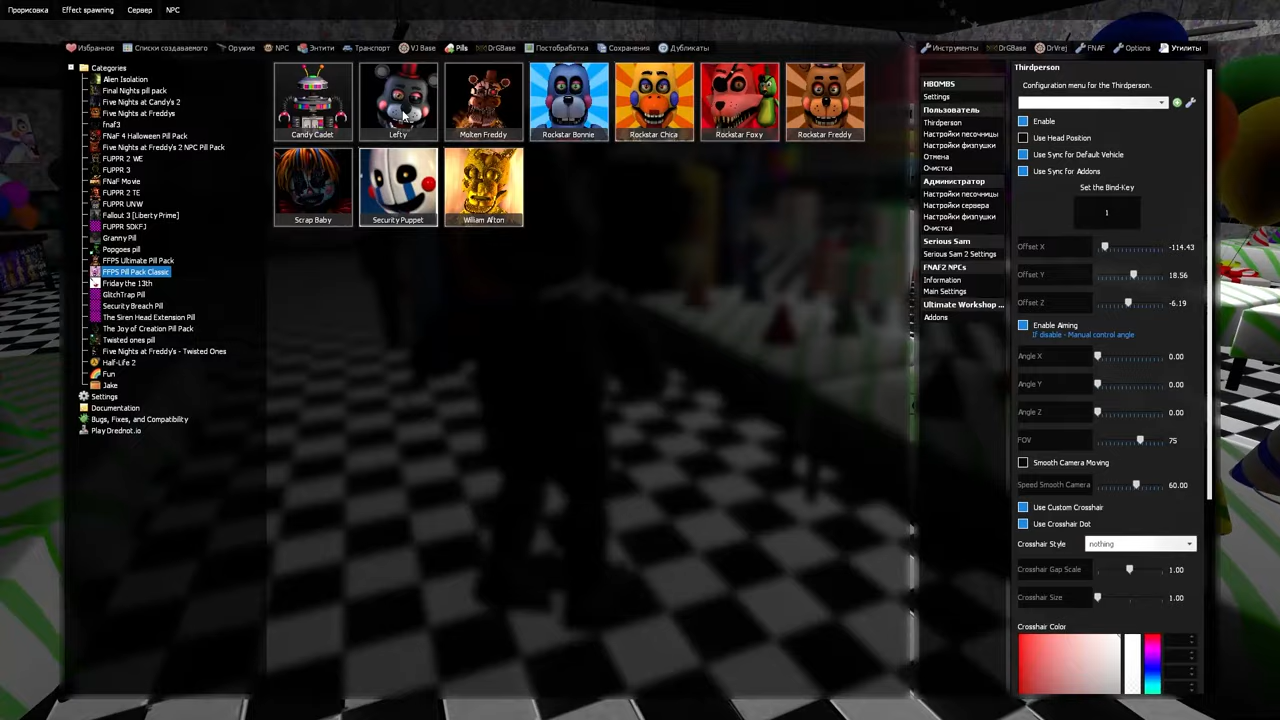 Прорисовка Effect spawning Сервер NPC
Избранное Списки создаваемого Оружие NPC Энтити Транспорт VJ Base Pills DrGBase Постобработка Сохранения Дубликаты
Инструменты DrGBase DrVrej FNAF Options Утилиты
Categories
Alien Isolation
Final Nights pill pack
Five Nights at Candy's 2
Five Nights at Freddys
fnaf3
FNaF 4 Halloween Pill Pack
Five Nights at Freddy's 2 NPC Pill Pack
FUPPR 2 WE
FUPPR 3
FNaF Movie
FUPPR 2 TE
FUPPR UNW
Fallout 3 [Liberty Prime]
FUPPR SDKFJ
Granny Pill
Popgoes pill
FFPS Ultimate Pill Pack
FFPS Pill Pack Classic
Friday the 13th
GlitchTrap Pill
Security Breach Pill
The Siren Head Extension Pill
The Joy of Creation Pill Pack
Twisted ones pill
Five Nights at Freddy's - Twisted Ones
Half-Life 2
Fun
Jake
Settings
Documentation
Bugs, Fixes, and Compatibility
Play Drednot.io
Candy Cadet
Lefty
Molten Freddy
Rockstar Bonnie
Rockstar Chica
Rockstar Foxy
Rockstar Freddy
Scrap Baby
Security Puppet
William Afton
HBOMBS
Settings
Пользователь
Thirdperson
Настройки песочницы
Настройки физпушки
Отмена
Очистка
Администратор
Настройки песочницы
Настройки сервера
Настройки физпушки
Очистка
Serious Sam
Serious Sam 2 Settings
FNAF2 NPCs
Information
Main Settings
Ultimate Workshop ...
Addons
Thirdperson
Configuration menu for the Thirdperson.
Enable
Use Head Position
Use Sync for Default Vehicle
Use Sync for Addons
Set the Bind-Key
1
Offset X -114.43
Offset Y 18.56
Offset Z -6.19
Enable Aiming
If disable - Manual control angle
Angle X 0.00
Angle Y 0.00
Angle Z 0.00
FOV 75
Smooth Camera Moving
Speed Smooth Camera 60.00
Use Custom Crosshair
Use Crosshair Dot
Crosshair Style nothing
Crosshair Gap Scale 1.00
Crosshair Size 1.00
Crosshair Color